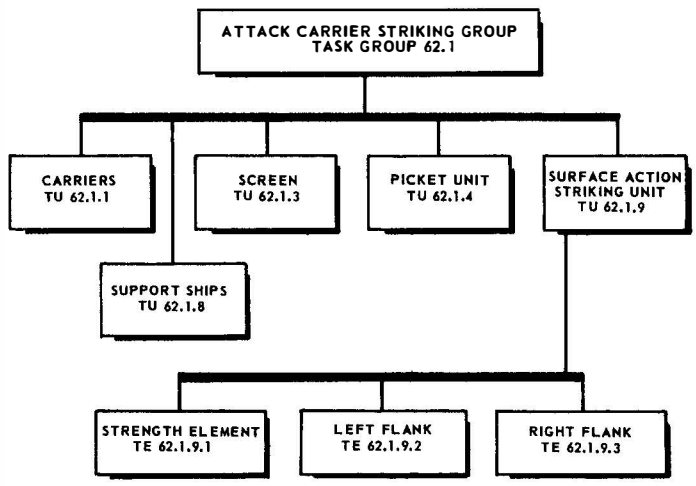 ATTACK CARRIER STRIKING GROUP
TASK GROUP 62.1
CARRIERS
TU 62.1.1
SCREEN
TU 62.1.3
PICKET UNIT
TU 62.1.4
SURFACE ACTION
STRIKING UNIT
TU 62.1.9
SUPPORT SHIPS
TU 62.1.8
STRENGTH ELEMENT
TE 62.1.9.1
LEFT FLANK
TE 62.1.9.2
RIGHT FLANK
TE 62.1.9.3